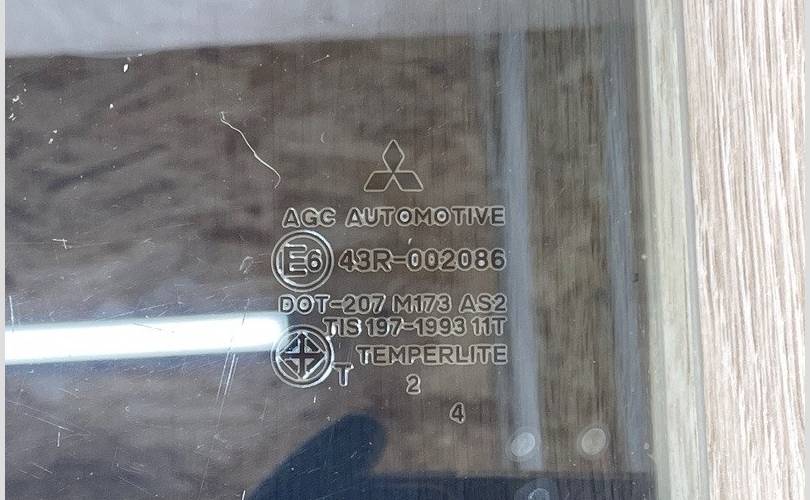 AGC AUTOMOTIVE
E6 43R-002086
DOT-207 M173 AS2
TIS 197-1993 11T
TEMPERLITE
T
2
4